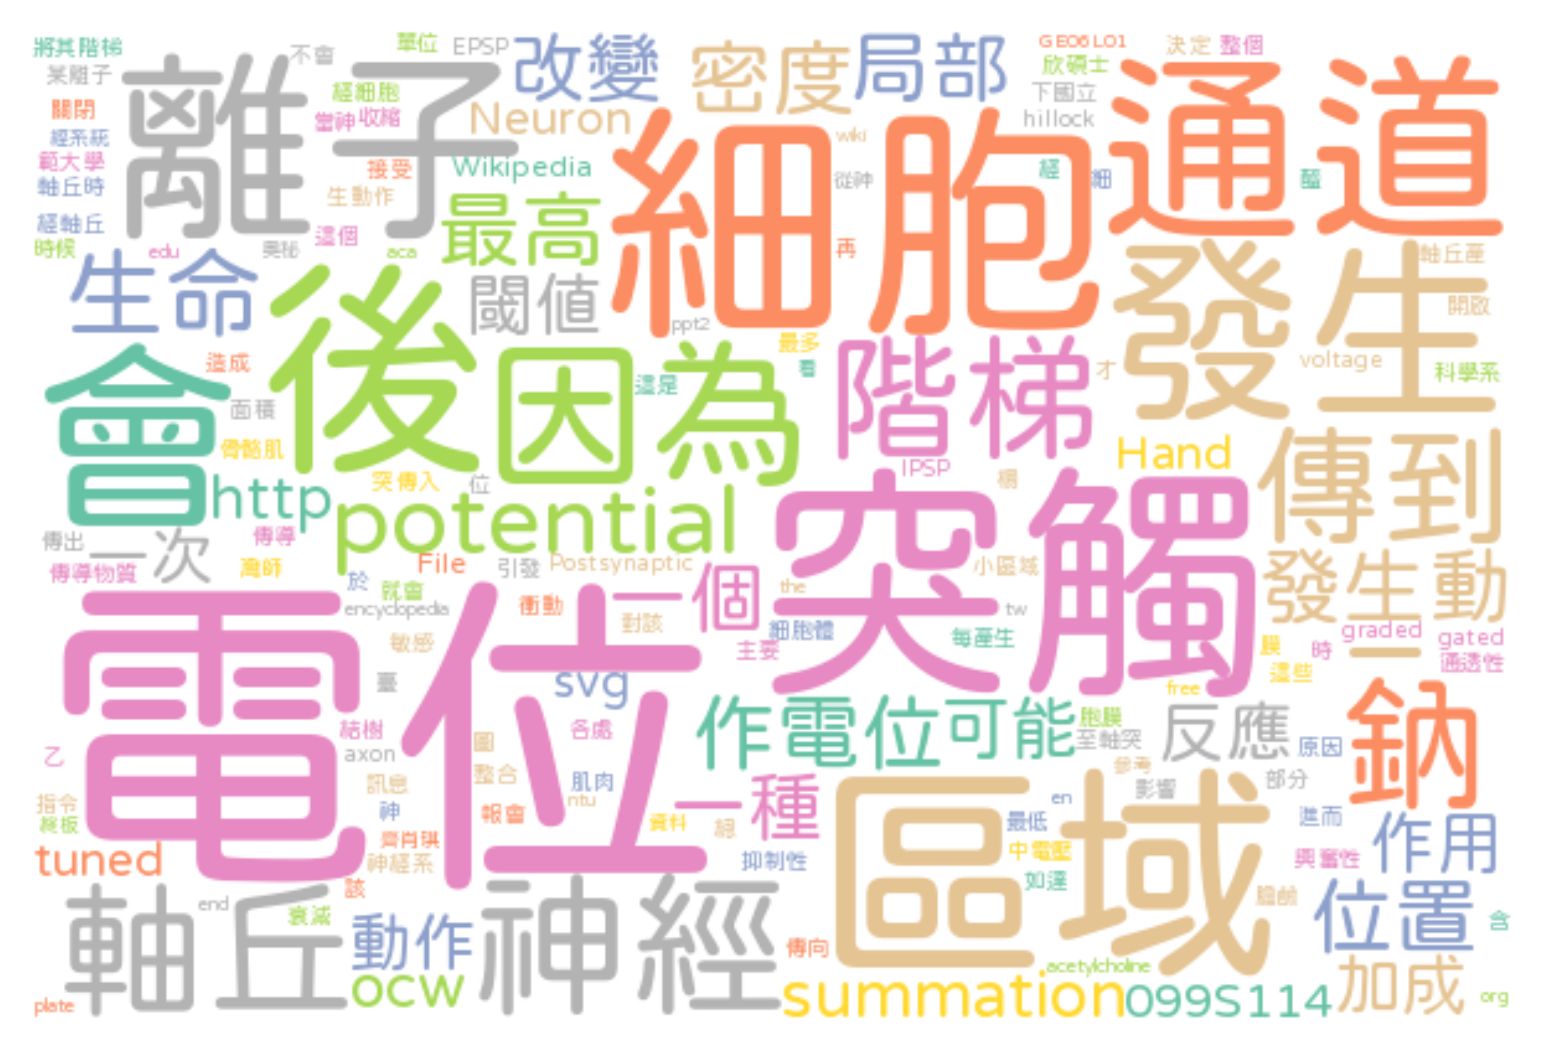 將其階梯
不會
單位
EPSP
改變
密度
局部
GE06L01
決定
整個
某離子
離子
經細胞
欣碩士
通道
關閉
當神
收縮
Neuron
細胞
wiki
下國立
hillock
經系統
範大學
接受
Wikipedia
從神
經
細
醯
軸丘時
生動作
最高
經軸丘
這個
時候
edu
奧秘
aca
再
發生
軸丘產
生命
後
閾值
ppt2
開啟
因為
最多
階梯
voltage
會
造成
這是
看
才
科學系
面積
骨骼肌
Hand
傳到
http
突傳入
位
IPSP
potential
突觸
傳出
一次
傳導
傳導物質
灣師
File
引發
Postsynaptic
小區域
發生動
於
就會
一個
the
encyclopedia
衝動
tw
電位
對該
細胞體
敏感
主要
每產生
膜
時
graded
gated
一
通透性
這些
臺
svg
free
鈉
作電位
可能
胞膜
結樹
各處
至軸突
反應
原因
乙
axon
圖
整合
參考
訊息
肌肉
一種
影響
部分
指令
神
ntu
區域
en
終板
報會
資料
最低
進而
作用
齊肖琪
tuned
神經系
抑制性
中電壓
興奮性
該
如達
軸丘
end
神經
位置
衰減
動作
含
傳向
acetylcholine
ocw
summation
099S114
加成
org
plate